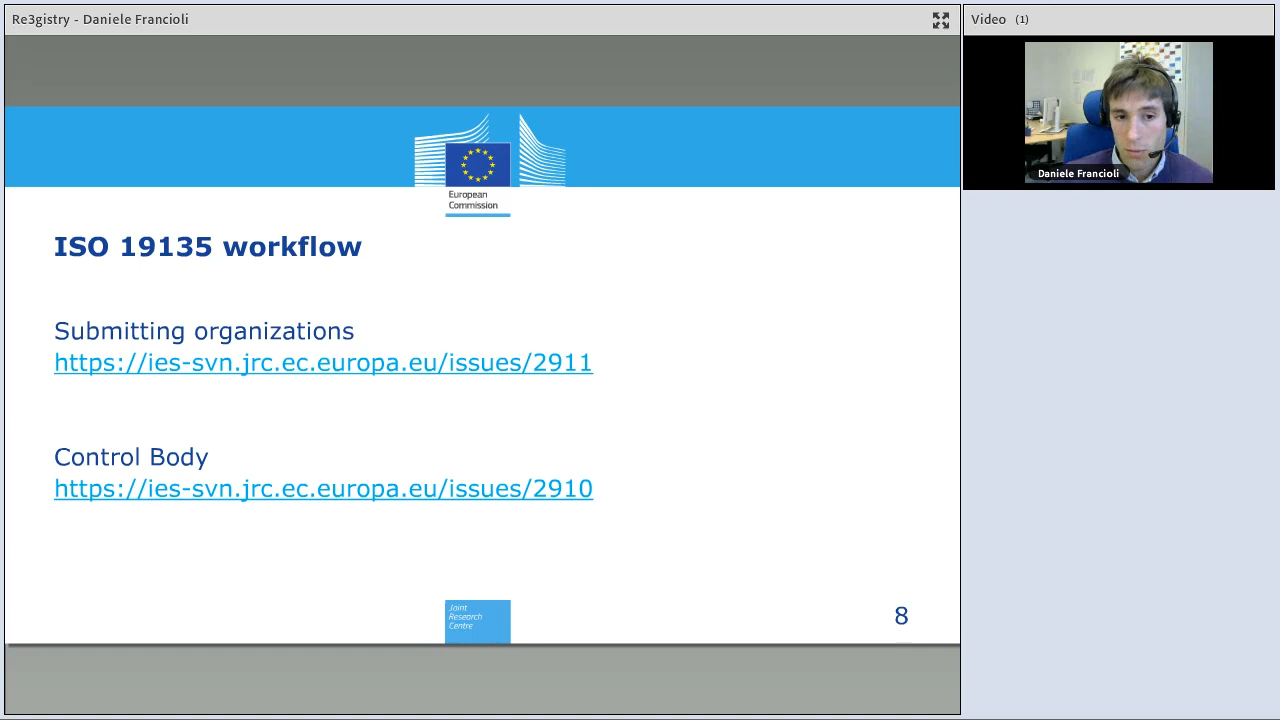 Re3gistry - Daniele Francioli
Video (1)
Daniele Francioli
European
Commission
ISO 19135 workflow
Submitting organizations
https://ies-svn.jrc.ec.europa.eu/issues/2911
Control Body
https://ies-svn.jrc.ec.europa.eu/issues/2910
Joint
Research
Centre
8